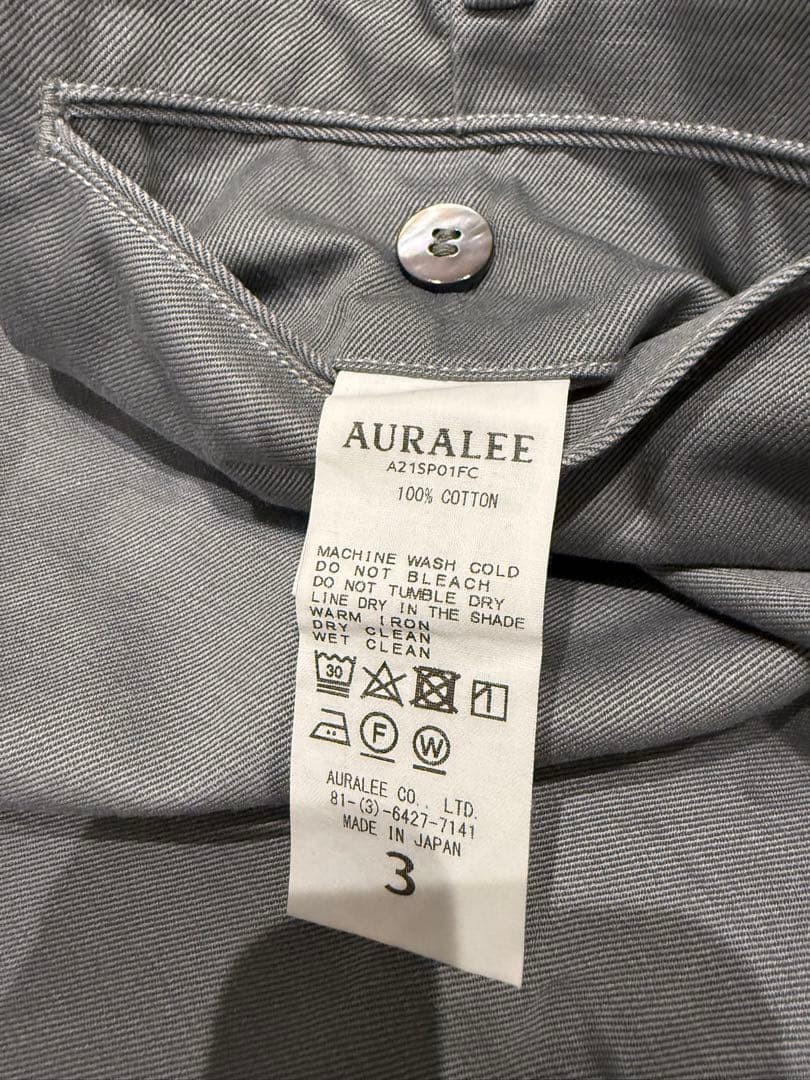 AURALEE
A21SP01FC
100% COTTON
MACHINE WASH COLD
DO NOT BLEACH
DO NOT TUMBLE DRY
LINE DRY IN THE SHADE
WARM IRON
DRY CLEAN
WET CLEAN
30
F W
AURALEE CO., LTD.
81-(3)-6427-7141
MADE IN JAPAN
3